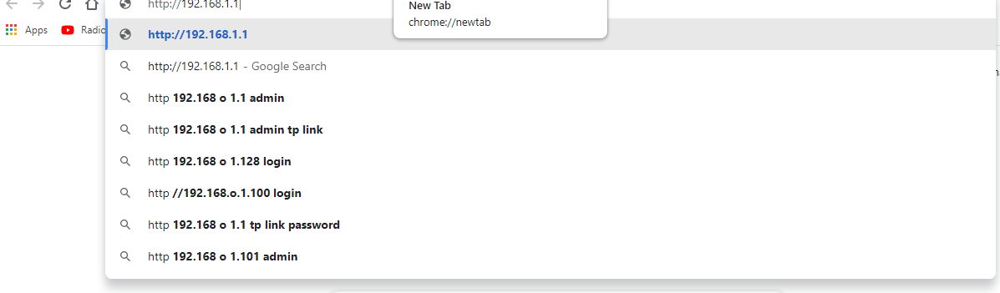 New Tab
chrome://newtab
http://192.168.1.1
Apps
Radio
http://192.168.1.1
http://192.168.1.1 - Google Search
http 192.168 o 1.1 admin
http 192.168 o 1.1 admin tp link
http 192.168 o 1.128 login
http //192.168.o.1.100 login
http 192.168 o 1.1 tp link password
http 192.168 o 1.101 admin